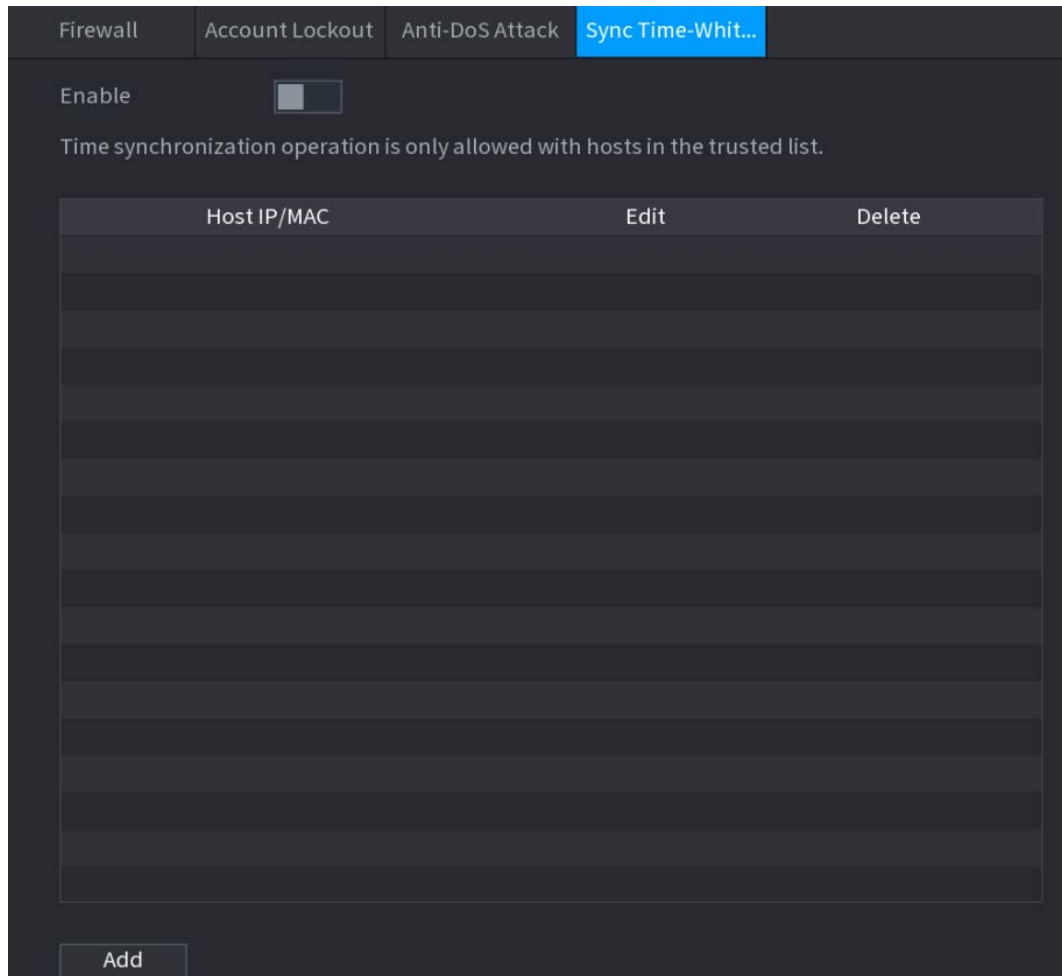 Firewall Account Lockout Anti-DoS Attack Sync Time-Whit...
Enable
Time synchronization operation is only allowed with hosts in the trusted list.
Host IP/MAC Edit Delete
Add